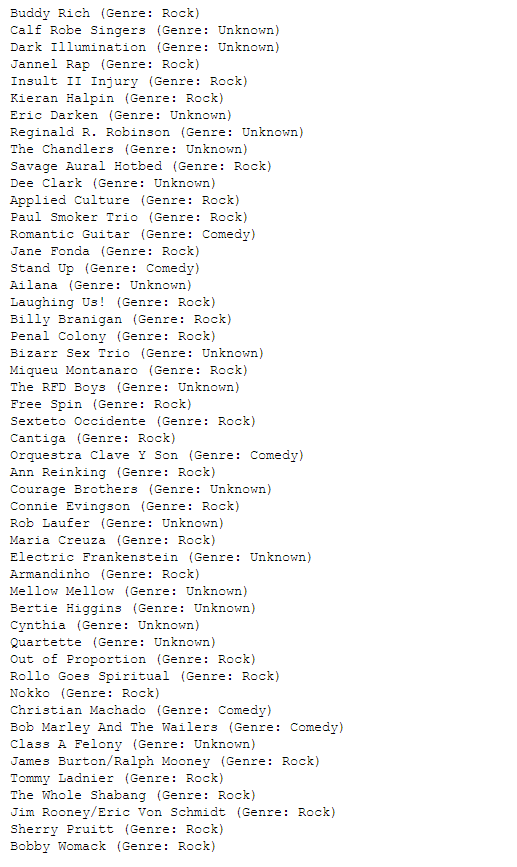 Buddy Rich (Genre: Rock)
Calf Robe Singers (Genre: Unknown)
Dark Illumination (Genre: Unknown)
Jannel Rap (Genre: Rock)
Insult II Injury (Genre: Rock)
Kieran Halpin (Genre: Rock)
Eric Darken (Genre: Unknown)
Reginald R. Robinson (Genre: Unknown)
The Chandlers (Genre: Unknown)
Savage Aural Hotbed (Genre: Rock)
Dee Clark (Genre: Unknown)
Applied Culture (Genre: Rock)
Paul Smoker Trio (Genre: Rock)
Romantic Guitar (Genre: Comedy)
Jane Fonda (Genre: Rock)
Stand Up (Genre: Comedy)
Ailana (Genre: Unknown)
Laughing Us! (Genre: Rock)
Billy Branigan (Genre: Rock)
Penal Colony (Genre: Rock)
Bizarr Sex Trio (Genre: Unknown)
Miqueu Montanaro (Genre: Rock)
The RFD Boys (Genre: Unknown)
Free Spin (Genre: Rock)
Sexteto Occidente (Genre: Rock)
Cantiga (Genre: Rock)
Orquestra Clave Y Son (Genre: Comedy)
Ann Reinking (Genre: Rock)
Courage Brothers (Genre: Unknown)
Connie Evingson (Genre: Rock)
Rob Laufer (Genre: Unknown)
Maria Creuza (Genre: Rock)
Electric Frankenstein (Genre: Unknown)
Armandinho (Genre: Rock)
Mellow Mellow (Genre: Unknown)
Bertie Higgins (Genre: Unknown)
Cynthia (Genre: Unknown)
Quartette (Genre: Unknown)
Out of Proportion (Genre: Rock)
Rollo Goes Spiritual (Genre: Rock)
Nokko (Genre: Rock)
Christian Machado (Genre: Comedy)
Bob Marley And The Wailers (Genre: Comedy)
Class A Felony (Genre: Unknown)
James Burton/Ralph Mooney (Genre: Rock)
Tommy Ladnier (Genre: Rock)
The Whole Shabang (Genre: Rock)
Jim Rooney/Eric Von Schmidt (Genre: Rock)
Sherry Pruitt (Genre: Rock)
Bobby Womack (Genre: Rock)